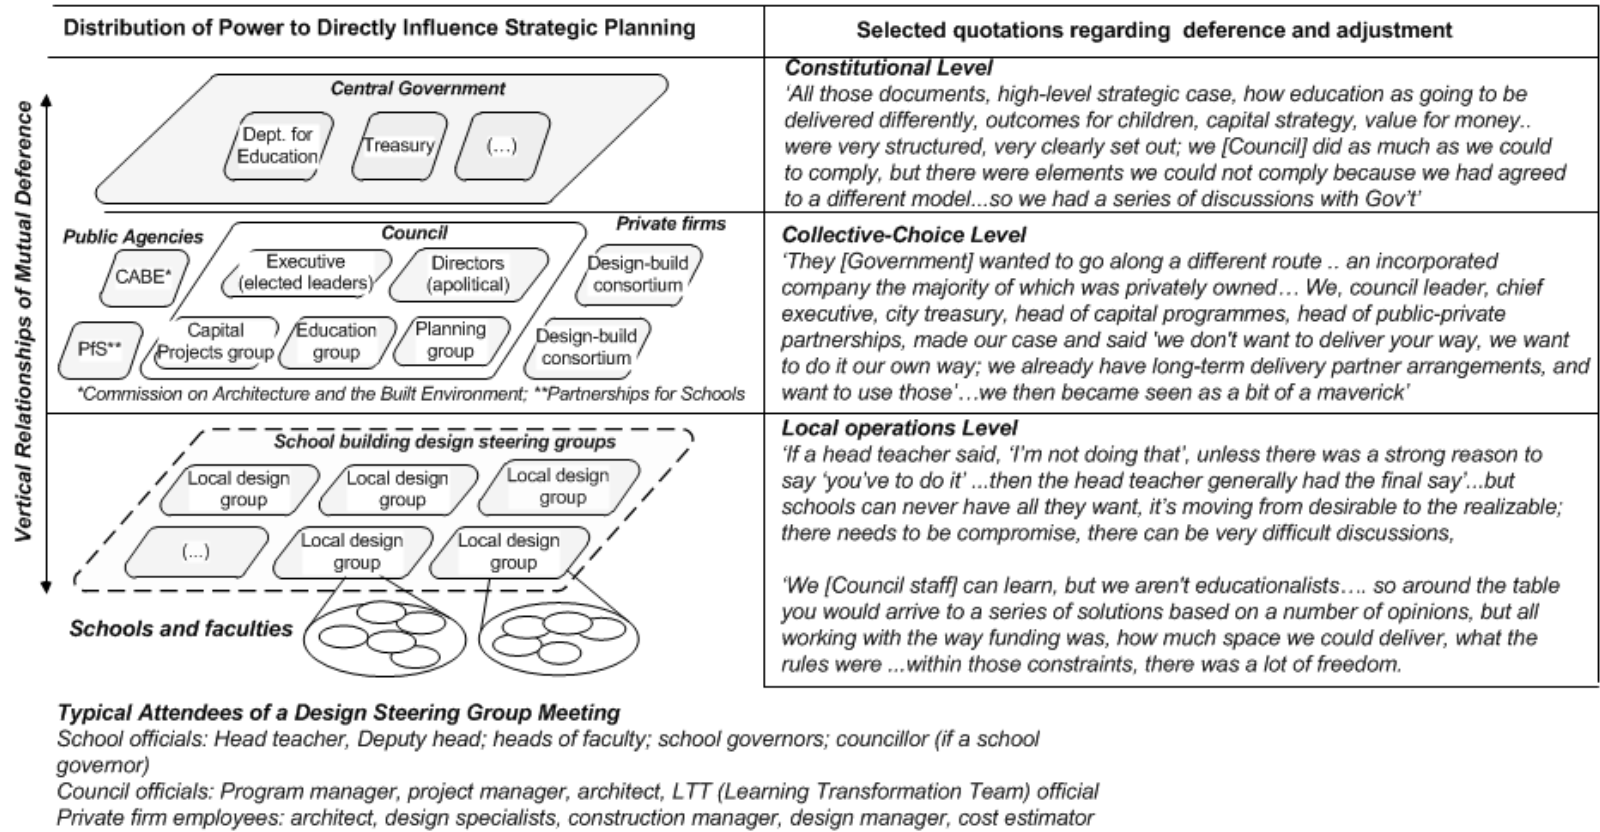 Distribution of Power to Directly Influence Strategic Planning
Selected quotations regarding deference and adjustment
Vertical Relationships of Mutual Deference
Central Government
Dept. for
Education
Treasury
(...)
Constitutional Level
‘All those documents, high-level strategic case, how education as going to be
delivered differently, outcomes for children, capital strategy, value for money..
were very structured, very clearly set out; we [Council] did as much as we could
to comply, but there were elements we could not comply because we had agreed
to a different model...so we had a series of discussions with Gov’t’
Public Agencies
CABE*
PfS**
Council
Executive
(elected leaders)
Directors
(apolitical)
Capital
Projects group
Education
group
Planning
group
Private firms
Design-build
consortium
Design-build
consortium
*Commission on Architecture and the Built Environment; **Partnerships for Schools
Collective-Choice Level
‘They [Government] wanted to go along a different route .. an incorporated
company the majority of which was privately owned… We, council leader, chief
executive, city treasury, head of capital programmes, head of public-private
partnerships, made our case and said 'we don't want to deliver your way, we want
to do it our own way; we already have long-term delivery partner arrangements, and
want to use those’…we then became seen as a bit of a maverick’
School building design steering groups
Local design
group
Local design
group
Local design
group
(...)
Local design
group
Local design
group
Schools and faculties
Local operations Level
‘If a head teacher said, ‘I’m not doing that’, unless there was a strong reason to
say ‘you’ve to do it’ ...then the head teacher generally had the final say’...but
schools can never have all they want, it’s moving from desirable to the realizable;
there needs to be compromise, there can be very difficult discussions,
‘We [Council staff] can learn, but we aren't educationalists…. so around the table
you would arrive to a series of solutions based on a number of opinions, but all
working with the way funding was, how much space we could deliver, what the
rules were ...within those constraints, there was a lot of freedom.
Typical Attendees of a Design Steering Group Meeting
School officials: Head teacher, Deputy head; heads of faculty; school governors; councillor (if a school
governor)
Council officials: Program manager, project manager, architect, LTT (Learning Transformation Team) official
Private firm employees: architect, design specialists, construction manager, design manager, cost estimator